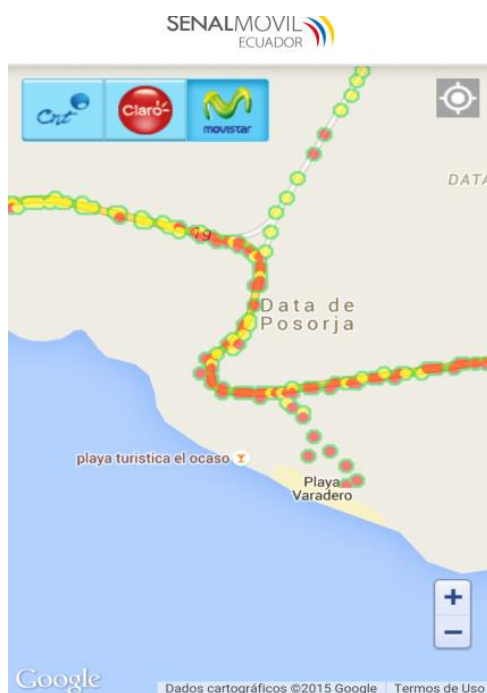 SENALMOVIL
ECUADOR
Cnt
Claro
movistar
DATA
19
Data de
Posorja
playa turistica el ocaso
Playa
Varadero
+
−
Google
Dados cartográficos ©2015 Google
Termos de Uso